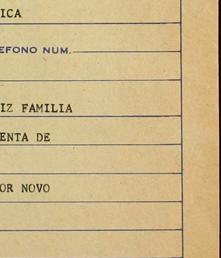 ICA
EFONO NUM.
IZ FAMILIA
ENTA DE
OR NOVO